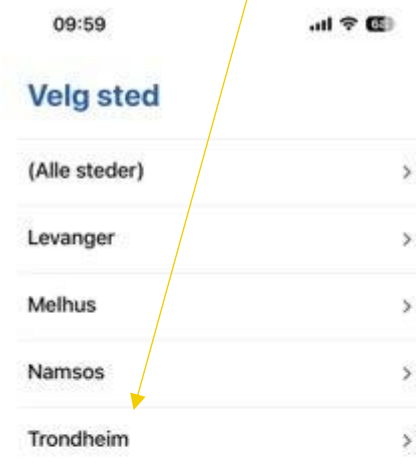 09:59
Velg sted
(Alle steder)
Levanger
Melhus
Namsos
Trondheim